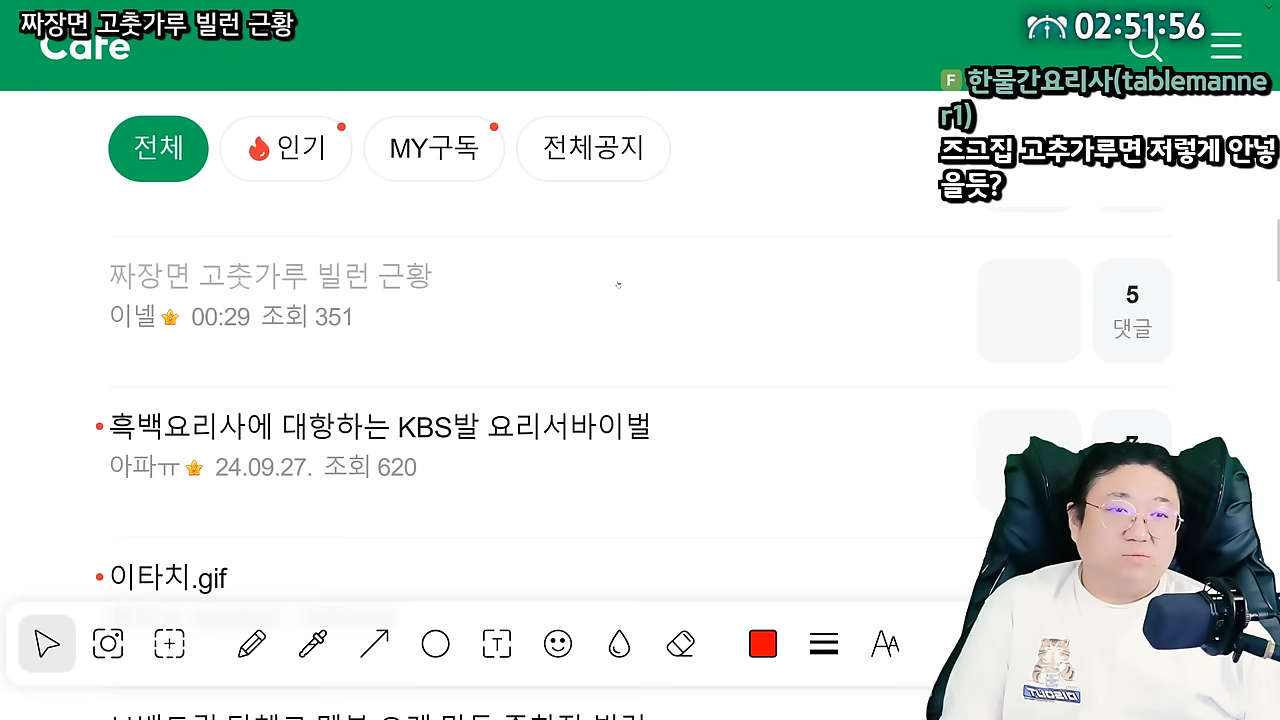 짜장면 고춧가루 빌런 근황
Cafe
02:51:56
F 한물간요리사(tablemanne
r1)
즈그집 고추가루면 저렇게 안넣
을듯?
전체
인기
MY구독
전체공지
짜장면 고춧가루 빌런 근황
이넬 00:29 조회 351
5
댓글
흑백요리사에 대항하는 KBS발 요리서바이벌
아파ㅠ 24.09.27. 조회 620
이타치.gif
T
AA